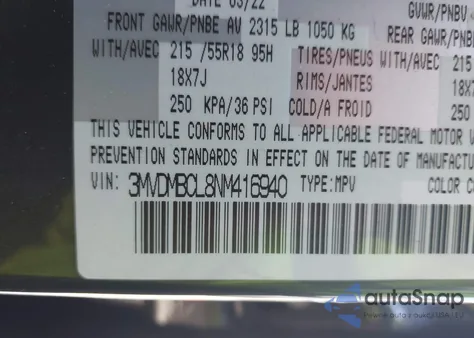 DATE 03/22
GVWR/PNBV
FRONT GAWR/PNBE AV 2315 LB 1050 KG
REAR GAWR/PNB
WITH/AVEC 215 /55R18 95H TIRES/PNEUS WITH/AVEC 215
18X7J RIMS/JANTES 18X7
250 KPA/36 PSI COLD/A FROID 250
THIS VEHICLE CONFORMS TO ALL APPLICABLE FEDERAL MOTOR V
PREVENTION STANDARDS IN EFFECT ON THE DATE OF MANUFACTU
VIN: 3MVDMBCL8NM416940 TYPE:MPV COLOR C
autoSnap